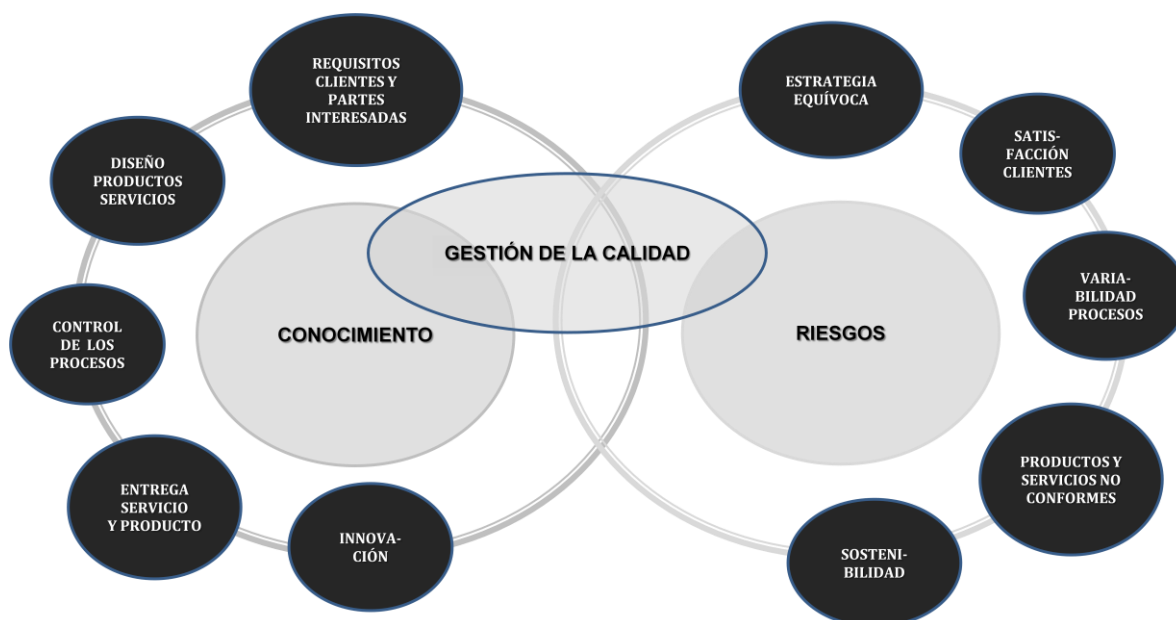 REQUISITOS
CLIENTES Y
PARTES
INTERESADAS
DISEÑO
PRODUCTOS
SERVICIOS
CONTROL
DE LOS
PROCESOS
ENTREGA
SERVICIO
Y PRODUCTO
INNOVA-
CIÓN
CONOCIMIENTO
GESTIÓN DE LA CALIDAD
RIESGOS
ESTRATEGIA
EQUÍVOCA
SATIS-
FACCIÓN
CLIENTES
VARIA-
BILIDAD
PROCESOS
PRODUCTOS Y
SERVICIOS NO
CONFORMES
SOSTENI-
BILIDAD